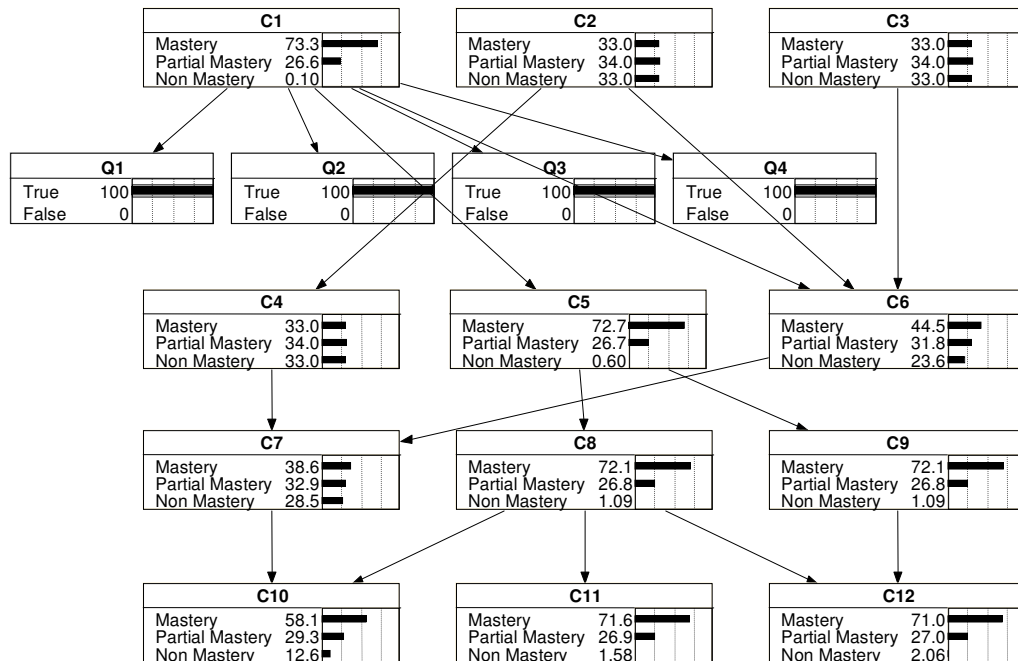 C1
Mastery 73.3
Partial Mastery 26.6
Non Mastery 0.10
C2
Mastery 33.0
Partial Mastery 34.0
Non Mastery 33.0
C3
Mastery 33.0
Partial Mastery 34.0
Non Mastery 33.0
Q1
True 100
False 0
Q2
True 100
False 0
Q3
True 100
False 0
Q4
True 100
False 0
C4
Mastery 33.0
Partial Mastery 34.0
Non Mastery 33.0
C5
Mastery 72.7
Partial Mastery 26.7
Non Mastery 0.60
C6
Mastery 44.5
Partial Mastery 31.8
Non Mastery 23.6
C7
Mastery 38.6
Partial Mastery 32.9
Non Mastery 28.5
C8
Mastery 72.1
Partial Mastery 26.8
Non Mastery 1.09
C9
Mastery 72.1
Partial Mastery 26.8
Non Mastery 1.09
C10
Mastery 58.1
Partial Mastery 29.3
Non Mastery 12.6
C11
Mastery 71.6
Partial Mastery 26.9
Non Mastery 1.58
C12
Mastery 71.0
Partial Mastery 27.0
Non Mastery 2.06